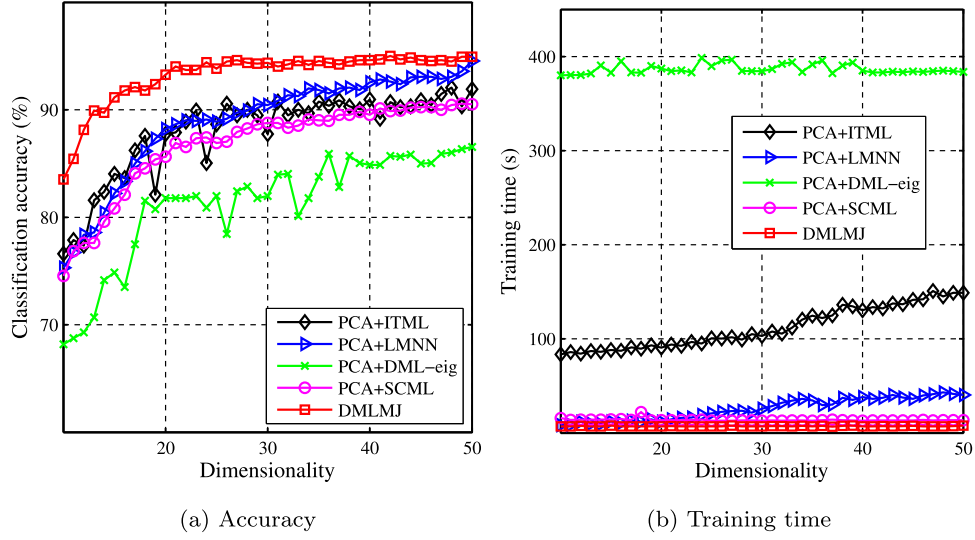 Classification accuracy (%)
90
80
70
20
30
40
50
Dimensionality
PCA+ITML
PCA+LMNN
PCA+DML−eig
PCA+SCML
DMLMJ
(a) Accuracy
Training time (s)
400
300
200
100
20
30
40
50
Dimensionality
PCA+ITML
PCA+LMNN
PCA+DML−eig
PCA+SCML
DMLMJ
(b) Training time